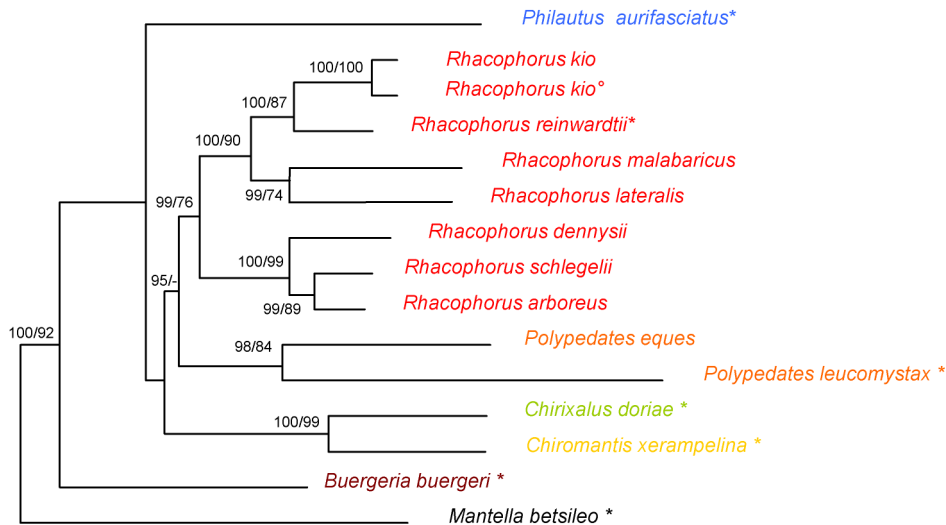 Philautus aurifasciatus*
Rhacophorus kio
100/100
Rhacophorus kio°
100/87
Rhacophorus reinwardtii*
100/90
Rhacophorus malabaricus
99/74
Rhacophorus lateralis
99/76
Rhacophorus dennysii
100/99
Rhacophorus schlegelii
95/-
99/89
Rhacophorus arboreus
100/92
Polypedates eques
98/84
Polypedates leucomystax *
Chirixalus doriae *
100/99
Chiromantis xerampelina *
Buergeria buergeri *
Mantella betsileo *